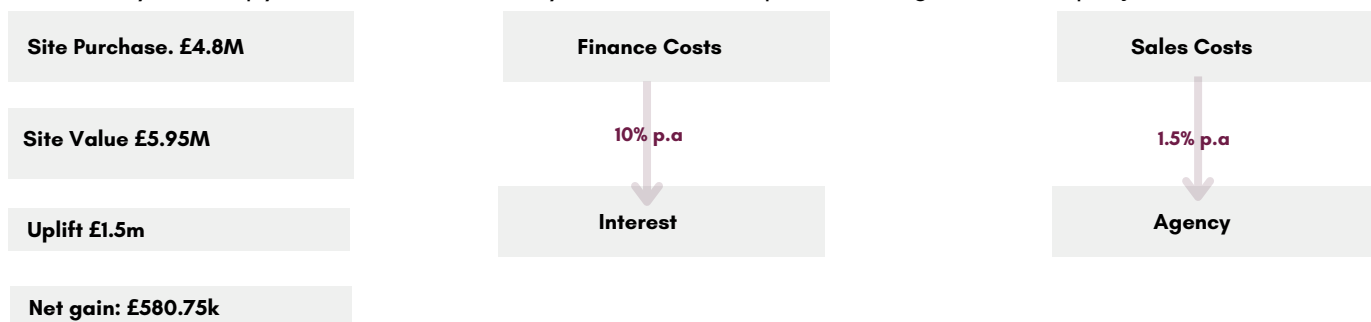 Site Purchase. £4.8M
Finance Costs
Sales Costs
Site Value £5.95M
10% p.a
1.5% p.a
Uplift £1.5m
Interest
Agency
Net gain: £580.75k